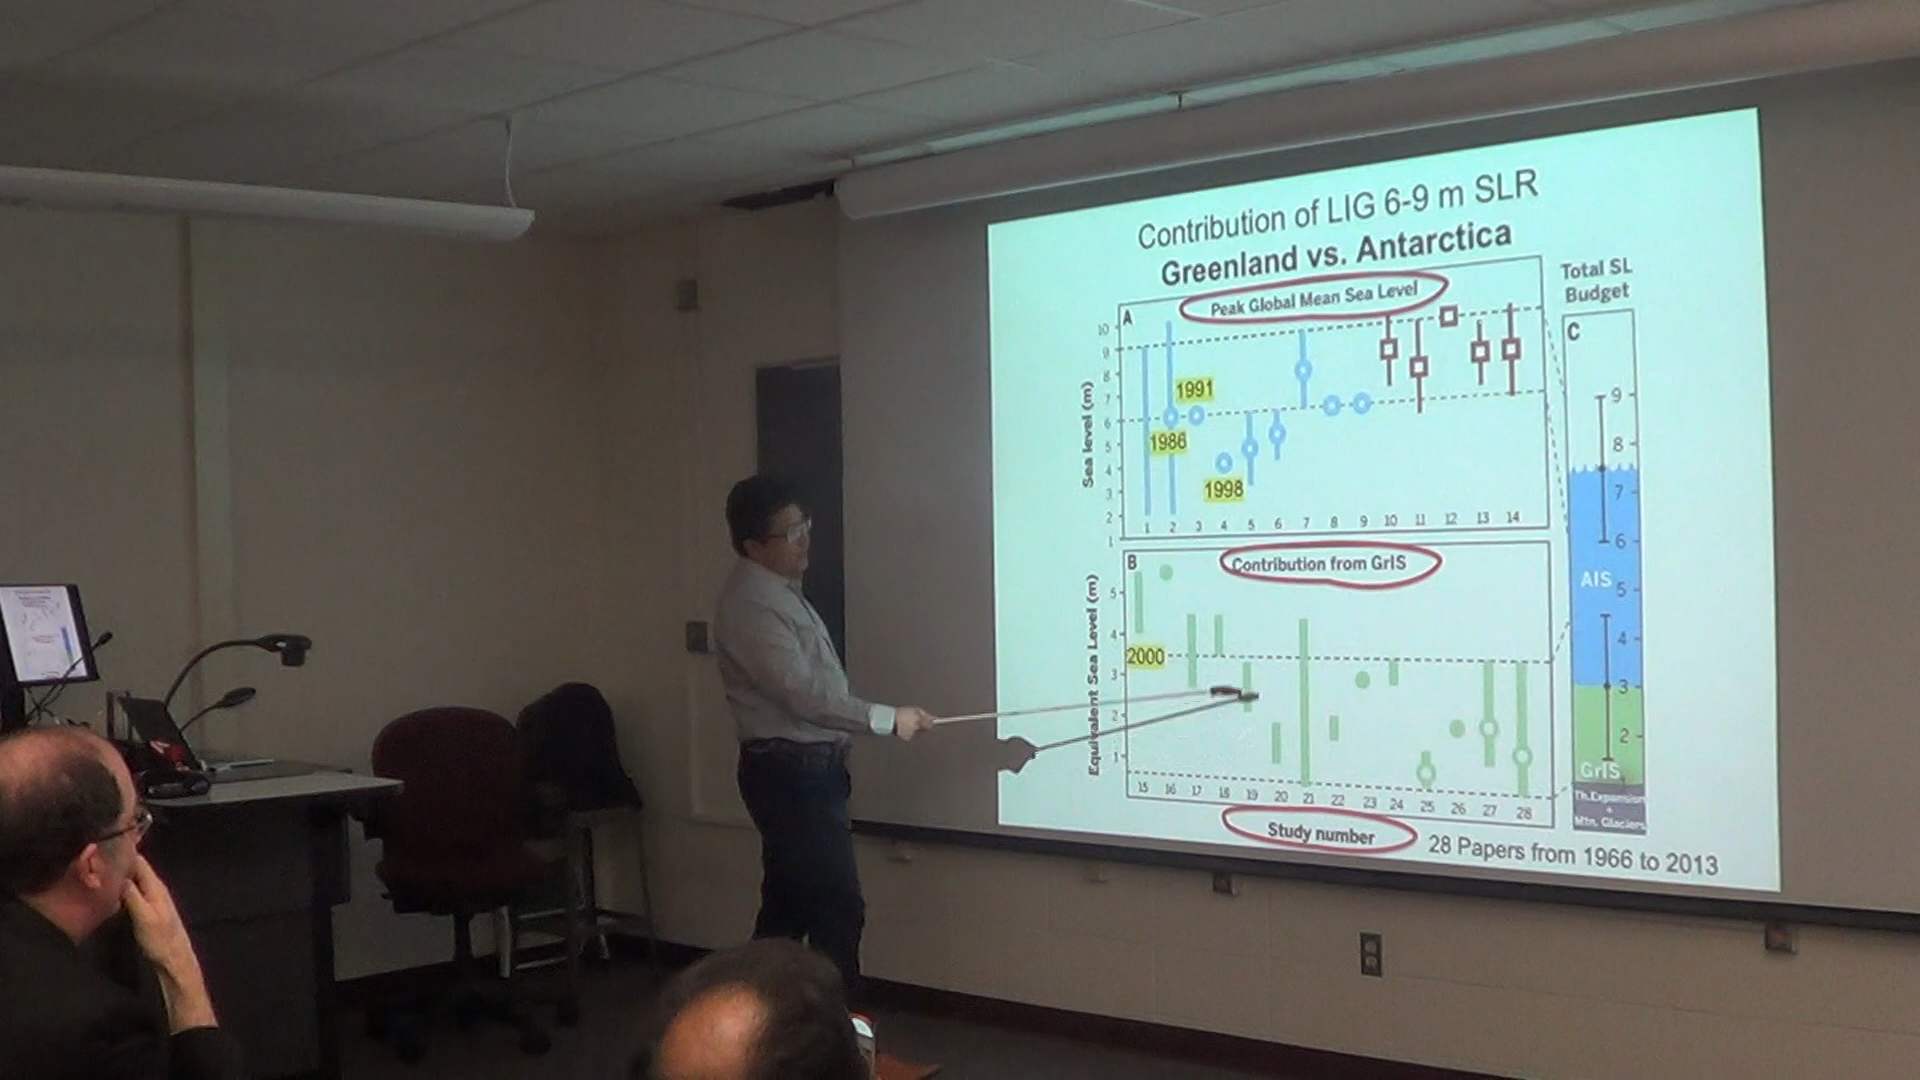 Contribution of LIG 6-9 m SLR
Greenland vs. Antarctica
Total SL
Budget
A
Peak Global Mean Sea Level
Sea level (m)
10
9
8
7
6
5
4
3
2
1
1991
1986
1998
1 2 3 4 5 6 7 8 9 10 11 12 13 14
B
Contribution from GrIS
Equivalent Sea Level (m)
5
4
3
2
1
2000
15 16 17 18 19 20 21 22 23 24 25 26 27 28
Study number
C
9
8
7
6
AIS
5
4
3
2
GrIS
Th.Expansion
+
Mtn. Glaciers
28 Papers from 1966 to 2013